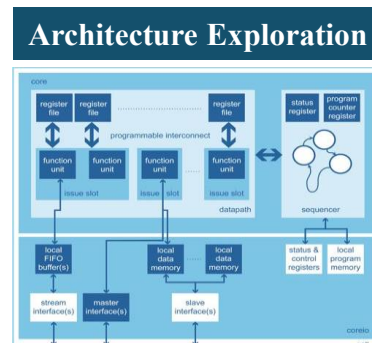 Architecture Exploration
core
register
file
register
file
register
file
status
register
program
counter
register
programmable interconnect
function
unit
function
unit
function
unit
function
unit
issue slot
issue slot
issue slot
datapath
sequencer
local
FIFO
buffer(s)
local
data
memory
local
data
memory
status &
control
registers
local
program
memory
stream
interface(s)
master
interface(s)
slave
interface(s)
coreio